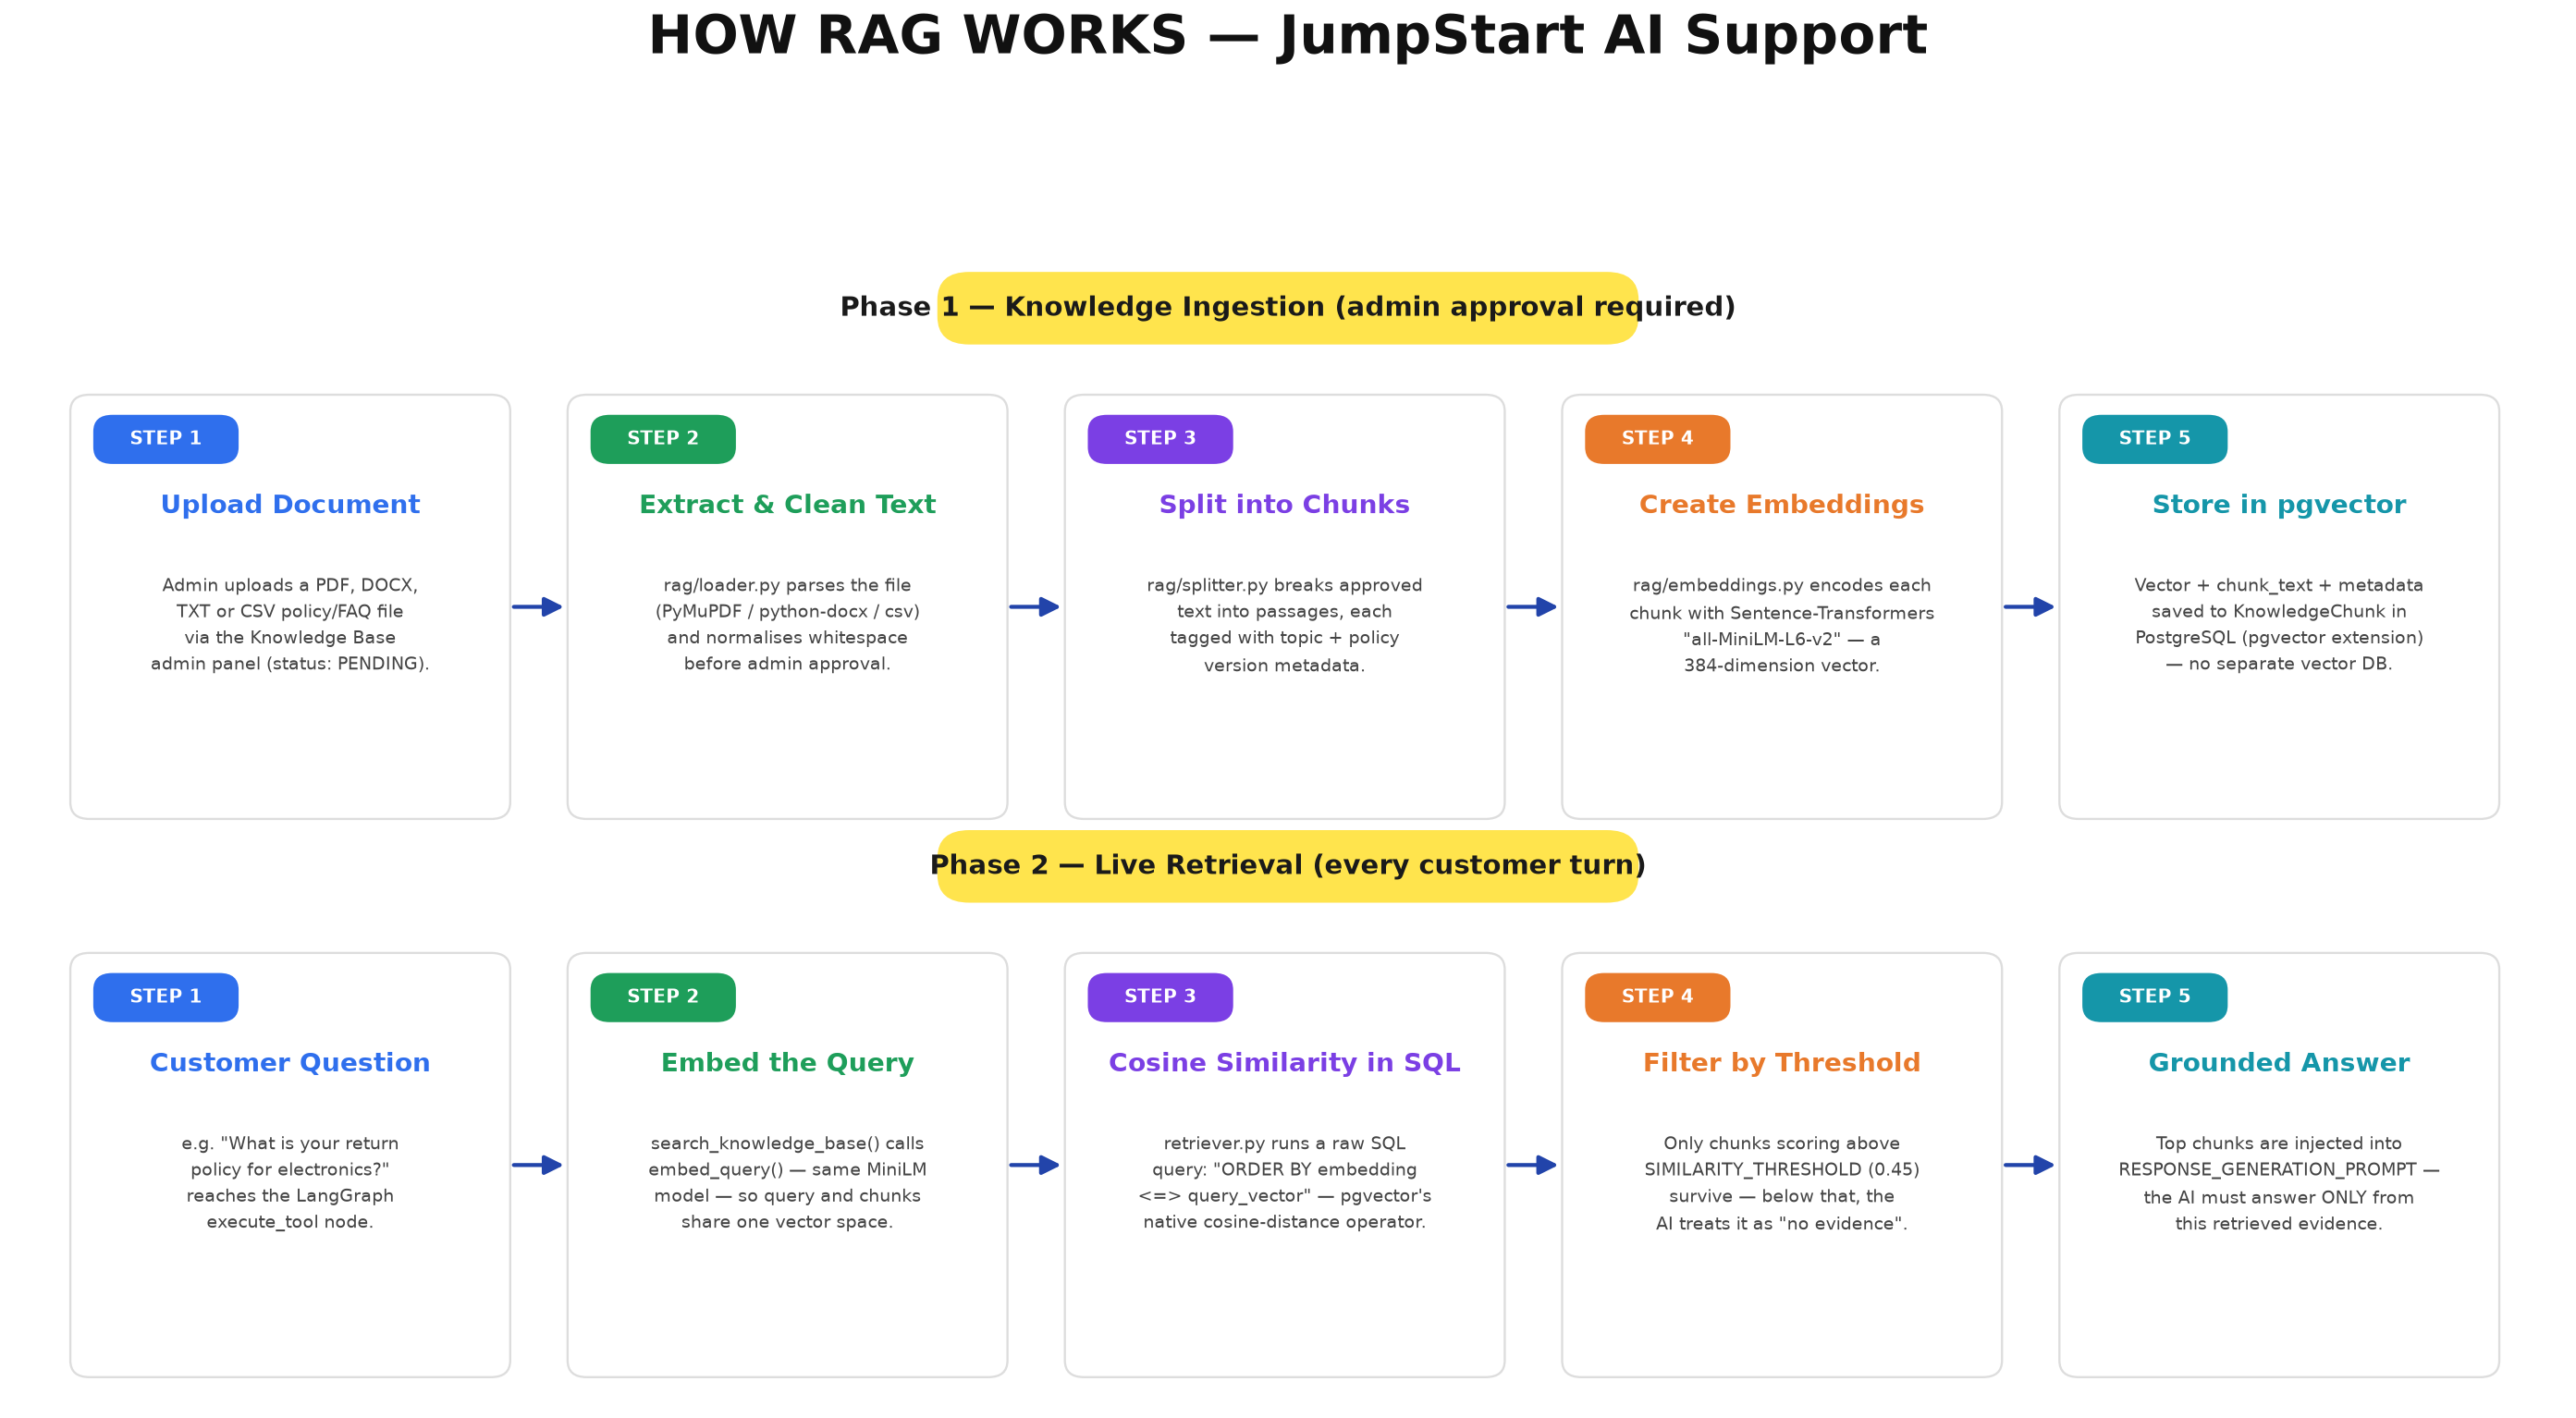 HOW RAG WORKS — JumpStart AI Support
Phase 1 — Knowledge Ingestion (admin approval required)
STEP 1
Upload Document
Admin uploads a PDF, DOCX,
TXT or CSV policy/FAQ file
via the Knowledge Base
admin panel (status: PENDING).
STEP 2
Extract & Clean Text
rag/loader.py parses the file
(PyMuPDF / python-docx / csv)
and normalises whitespace
before admin approval.
STEP 3
Split into Chunks
rag/splitter.py breaks approved
text into passages, each
tagged with topic + policy
version metadata.
STEP 4
Create Embeddings
rag/embeddings.py encodes each
chunk with Sentence-Transformers
"all-MiniLM-L6-v2" — a
384-dimension vector.
STEP 5
Store in pgvector
Vector + chunk_text + metadata
saved to KnowledgeChunk in
PostgreSQL (pgvector extension)
— no separate vector DB.
Phase 2 — Live Retrieval (every customer turn)
STEP 1
Customer Question
e.g. "What is your return
policy for electronics?"
reaches the LangGraph
execute_tool node.
STEP 2
Embed the Query
search_knowledge_base() calls
embed_query() — same MiniLM
model — so query and chunks
share one vector space.
STEP 3
Cosine Similarity in SQL
retriever.py runs a raw SQL
query: "ORDER BY embedding
<=> query_vector" — pgvector's
native cosine-distance operator.
STEP 4
Filter by Threshold
Only chunks scoring above
SIMILARITY_THRESHOLD (0.45)
survive — below that, the
AI treats it as "no evidence".
STEP 5
Grounded Answer
Top chunks are injected into
RESPONSE_GENERATION_PROMPT —
the AI must answer ONLY from
this retrieved evidence.